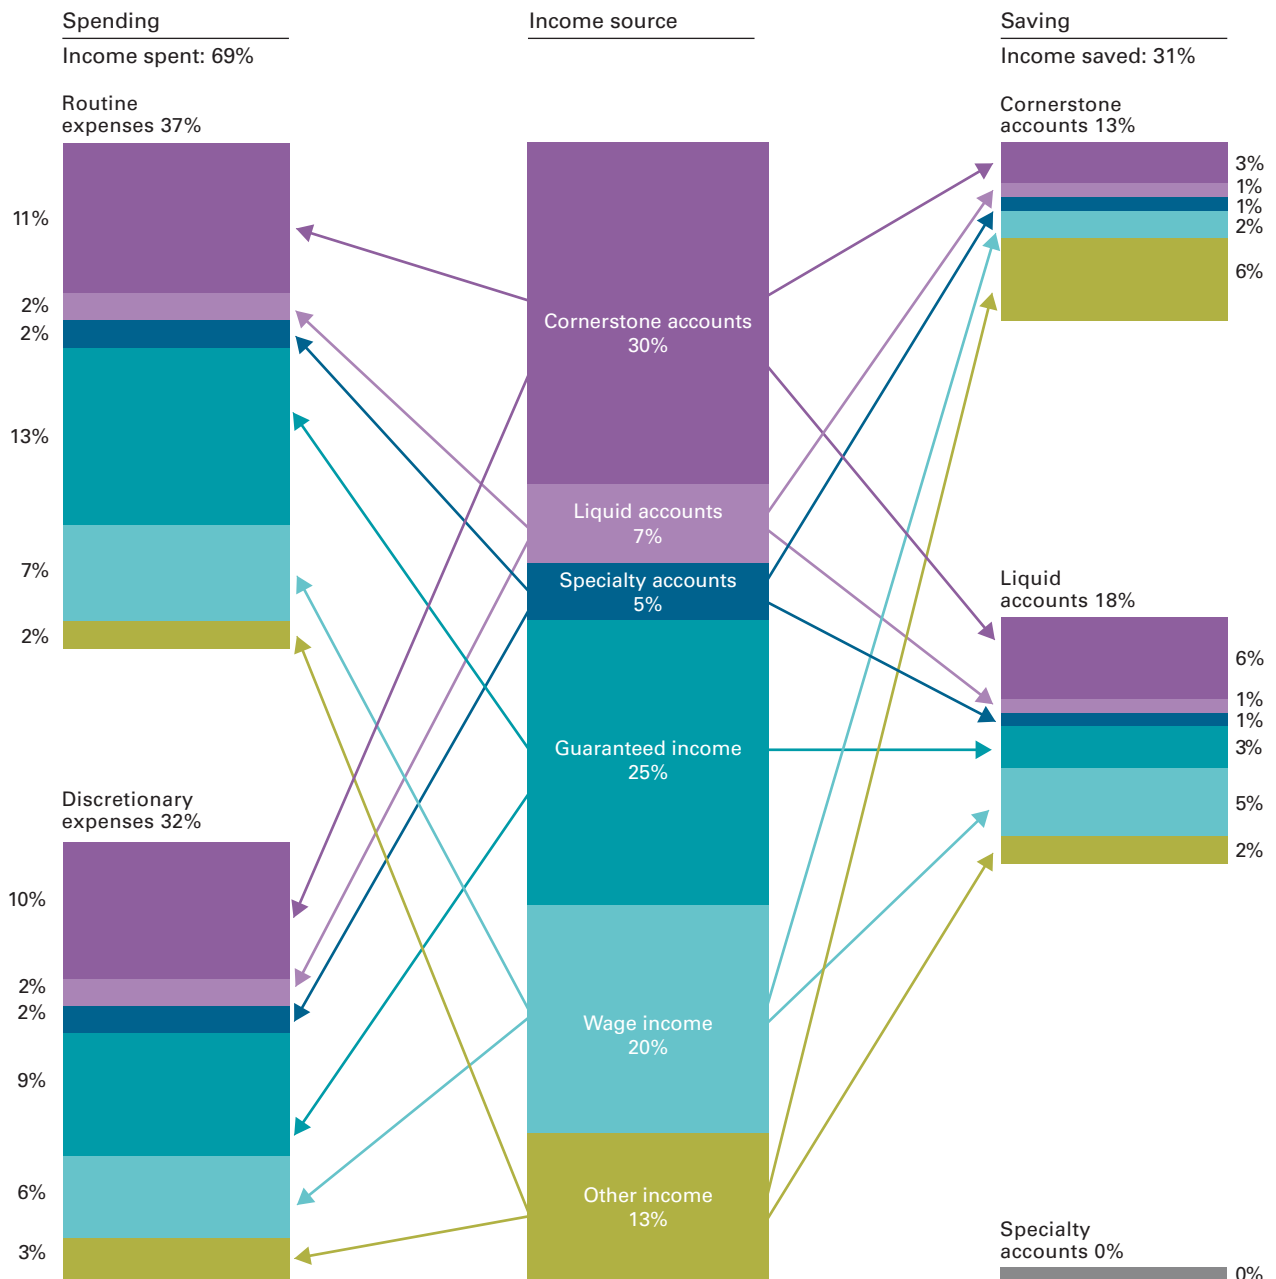 Spending
Income spent: 69%
Routine
expenses 37%
11%
2%
2%
13%
7%
2%
Discretionary
expenses 32%
10%
2%
2%
9%
6%
3%
Income source
Cornerstone accounts
30%
Liquid accounts
7%
Specialty accounts
5%
Guaranteed income
25%
Wage income
20%
Other income
13%
Saving
Income saved: 31%
Cornerstone
accounts 13%
3%
1%
1%
2%
6%
Liquid
accounts 18%
6%
1%
1%
3%
5%
2%
Specialty
accounts 0%
0%